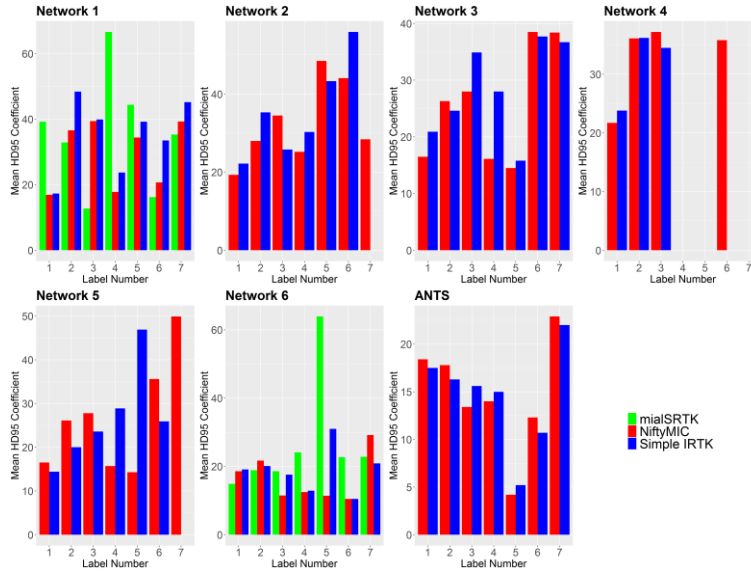 Network 1
Mean HD95 Coefficient
60
40
20
0
1 2 3 4 5 6 7
Label Number
Network 2
Mean HD95 Coefficient
40
20
0
1 2 3 4 5 6 7
Label Number
Network 3
Mean HD95 Coefficient
40
30
20
10
0
1 2 3 4 5 6 7
Label Number
Network 4
Mean HD95 Coefficient
30
20
10
0
1 2 3 4 5 6 7
Label Number
Network 5
Mean HD95 Coefficient
50
40
30
20
10
0
1 2 3 4 5 6 7
Label Number
Network 6
Mean HD95 Coefficient
60
40
20
0
1 2 3 4 5 6 7
Label Number
ANTS
Mean HD95 Coefficient
20
15
10
5
0
1 2 3 4 5 6 7
Label Number
mialSRTK
NiftyMIC
Simple IRTK